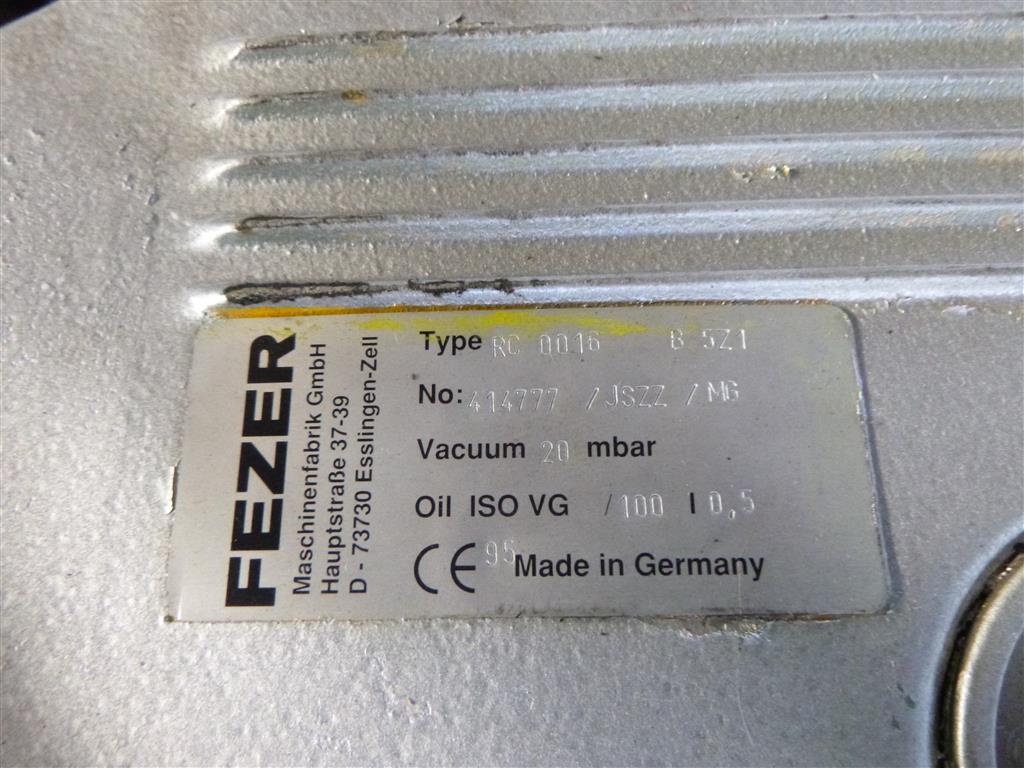 FEZER
Maschinenfabrik GmbH
Hauptstraße 37-39
D - 73730 Esslingen-Zell
Type RC 0016 B 5Z1
No: 414777 /JSZZ /MG
Vacuum 20 mbar
Oil ISO VG /100 l 0,5
CE 95 Made in Germany